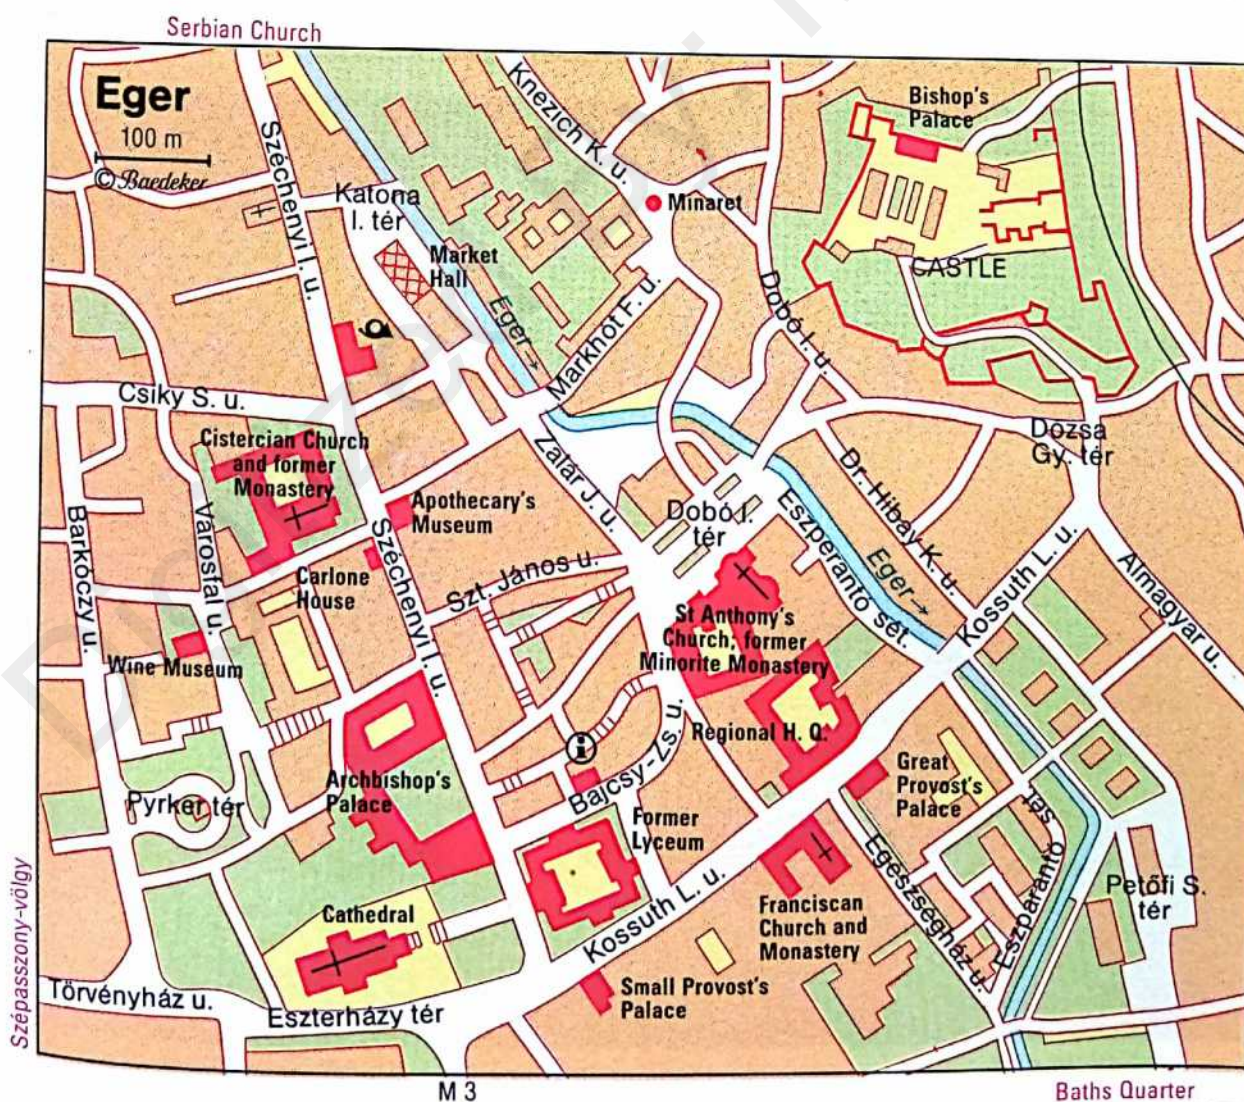 Serbian Church
Eger
100 m
© Baedeker
Széchenyi I. u.
Katona
I. tér
Market
Hall
Eger →
Knezich K. u.
Minaret
Markhot F. u.
Bishop's
Palace
CASTLE
Dobó I. u.
Dózsa
Gy. tér
Csiky S. u.
Cistercian Church
and former
Monastery
Apothecary's
Museum
Zalár J. u.
Dobó I.
tér
Dr. Hibay K. u.
Eszperantó sét.
Eger →
Kossuth L. u.
Almagyar u.
Barkóczy u.
Városfal u.
Széchenyi I. u.
Carlone
House
Szt. János u.
St Anthony's
Church, former
Minorite Monastery
Wine Museum
Regional H. Q.
i
Bajcsy-Zs. u.
Archbishop's
Palace
Pyrker tér
Great
Provost's
Palace
Former
Lyceum
Kossuth L. u.
Egészségház u.
Eszparantó
sét.
Petőfi S.
tér
Cathedral
Franciscan
Church and
Monastery
Small Provost's
Palace
Törvényház u.
Eszterházy tér
Szépasszony-völgy
M 3
Baths Quarter